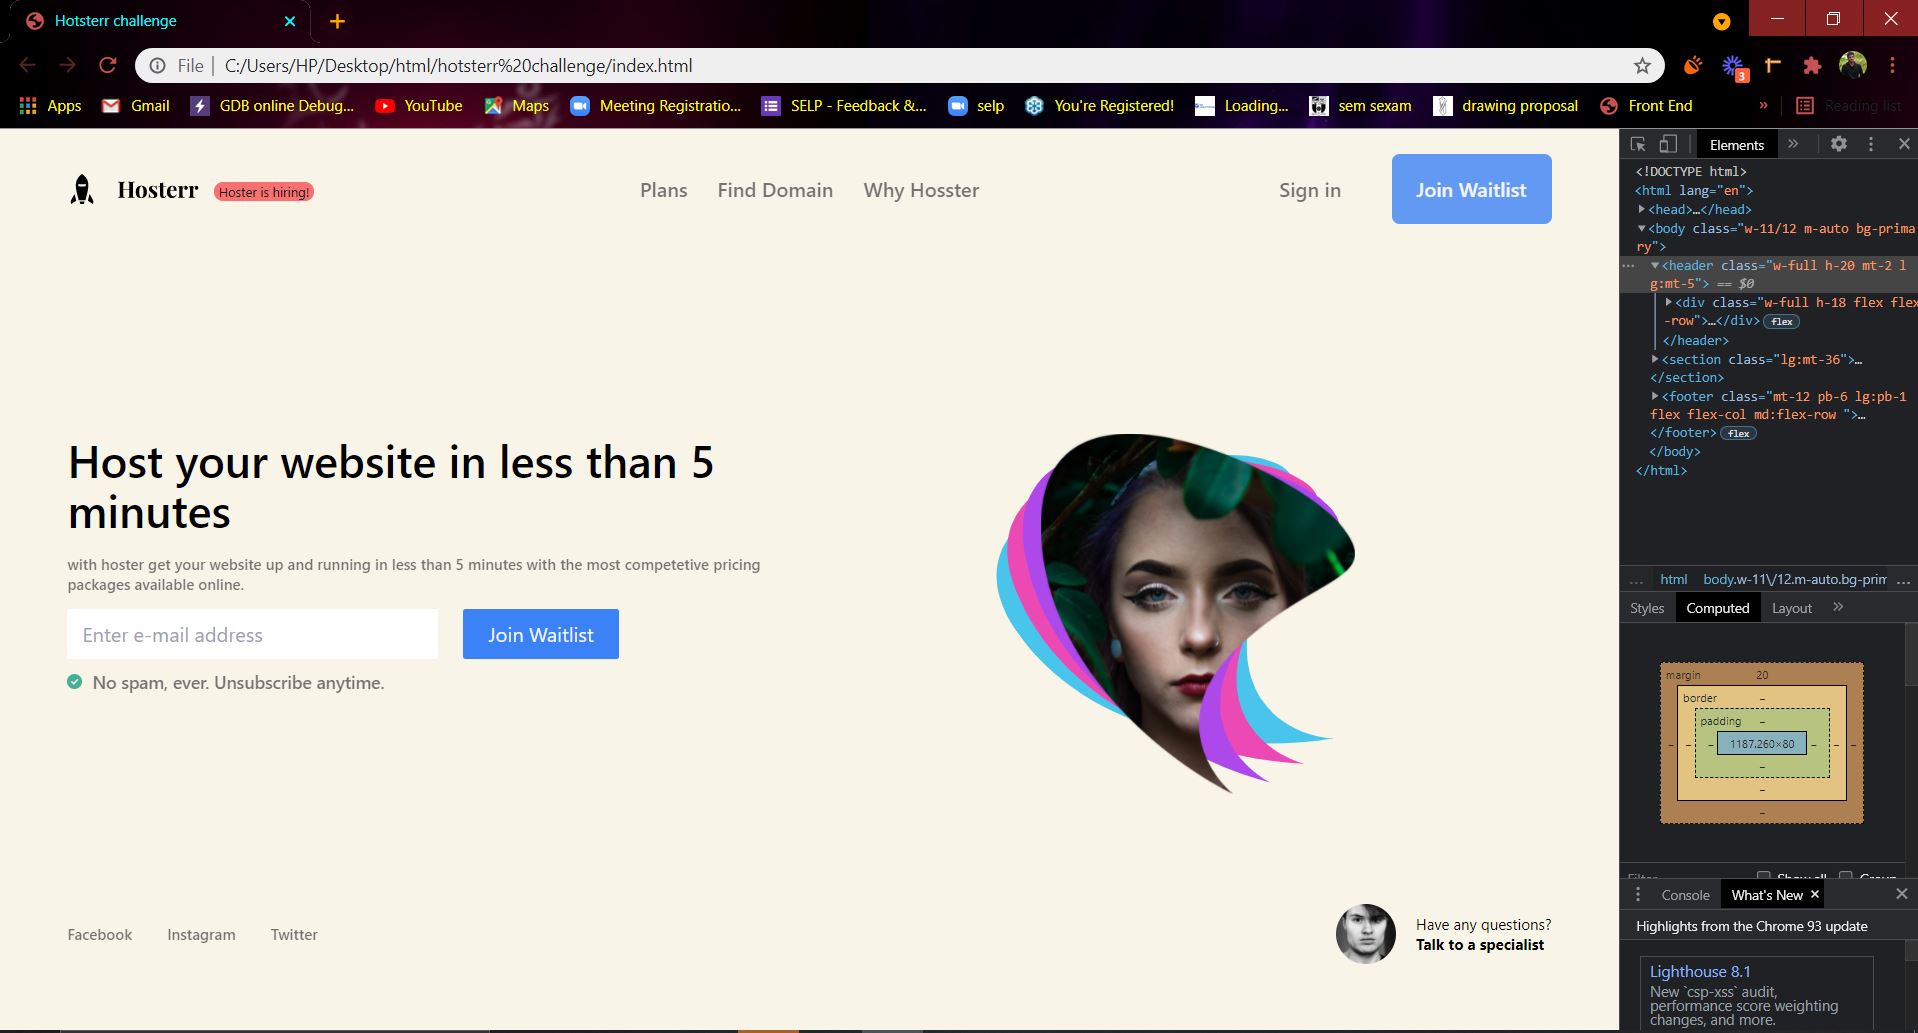 Hotsterr challenge
File
C:/Users/HP/Desktop/html/hotsterr%20challenge/index.html
3
Apps
Gmail
GDB online Debug...
YouTube
Maps
Meeting Registratio...
SELP - Feedback &...
selp
You're Registered!
Loading...
sem sexam
drawing proposal
Front End
»
Reading list
Hosterr
Hoster is hiring!
Plans
Find Domain
Why Hosster
Sign in
Join Waitlist
Host your website in less than 5
minutes
with hoster get your website up and running in less than 5 minutes with the most competetive pricing
packages available online.
Enter e-mail address
Join Waitlist
No spam, ever. Unsubscribe anytime.
Facebook
Instagram
Twitter
Have any questions?
Talk to a specialist
Elements
»
<!DOCTYPE html>
<html lang="en">
<head>…</head>
<body class="w-11/12 m-auto bg-prima
ry">
<header class="w-full h-20 mt-2 l
g:mt-5"> == $0
<div class="w-full h-18 flex flex
-row">…</div> flex
</header>
<section class="lg:mt-36">…
</section>
<footer class="mt-12 pb-6 lg:pb-1
flex flex-col md:flex-row ">…
</footer> flex
</body>
</html>
... html body.w-11\/12.m-auto.bg-prim ...
Styles
Computed
Layout
»
margin 20
border –
padding –
1187.260×80
Filter
Show all
Group
Console
What's New
Highlights from the Chrome 93 update
Lighthouse 8.1
New `csp-xss` audit,
performance score weighting
changes, and more.